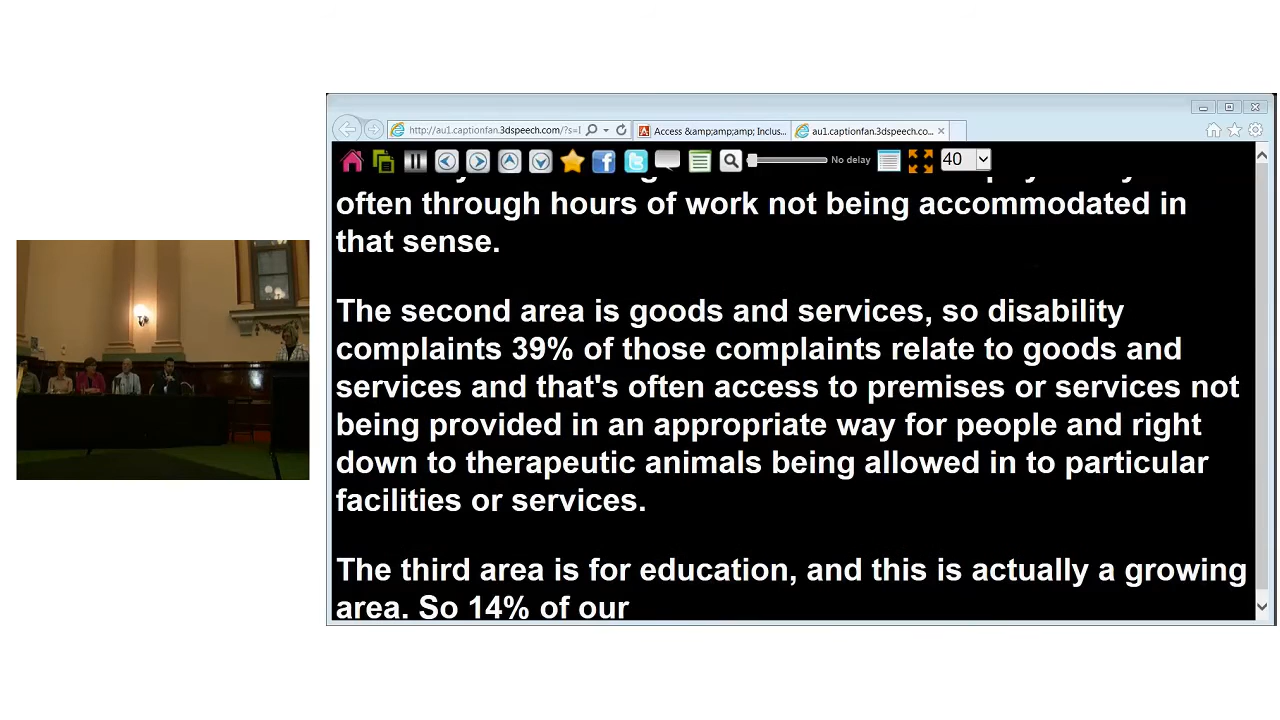 http://au1.captionfan.3dspeech.com/?s=I
Access &amp;amp;amp; Inclus...
au1.captionfan.3dspeech.co...
No delay
40
often through hours of work not being accommodated in
that sense.
The second area is goods and services, so disability
complaints 39% of those complaints relate to goods and
services and that's often access to premises or services not
being provided in an appropriate way for people and right
down to therapeutic animals being allowed in to particular
facilities or services.
The third area is for education, and this is actually a growing
area. So 14% of our